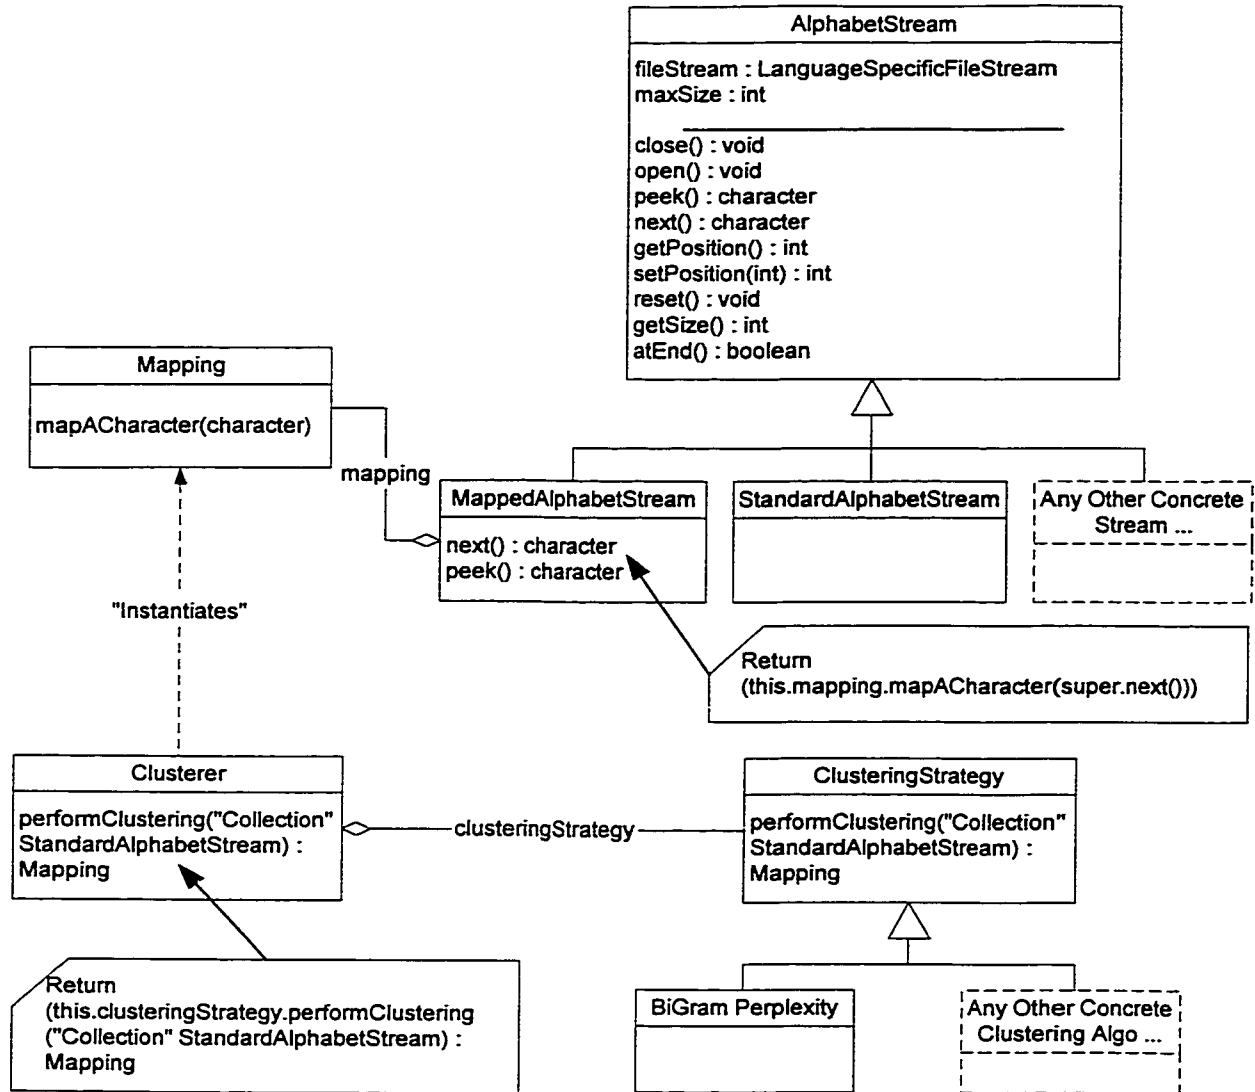 AlphabetStream
fileStream : LanguageSpecificFileStream
maxSize : int
close() : void
open() : void
peek() : character
next() : character
getPosition() : int
setPosition(int) : int
reset() : void
getSize() : int
atEnd() : boolean
Mapping
mapACharacter(character)
mapping
MappedAlphabetStream
next() : character
peek() : character
StandardAlphabetStream
Any Other Concrete
Stream ...
"Instantiates"
Return
(this.mapping.mapACharacter(super.next()))
Clusterer
performClustering("Collection"
StandardAlphabetStream) :
Mapping
clusteringStrategy
ClusteringStrategy
performClustering("Collection"
StandardAlphabetStream) :
Mapping
Return
(this.clusteringStrategy.performClustering
("Collection" StandardAlphabetStream) :
Mapping
BiGram Perplexity
Any Other Concrete
Clustering Algo ...